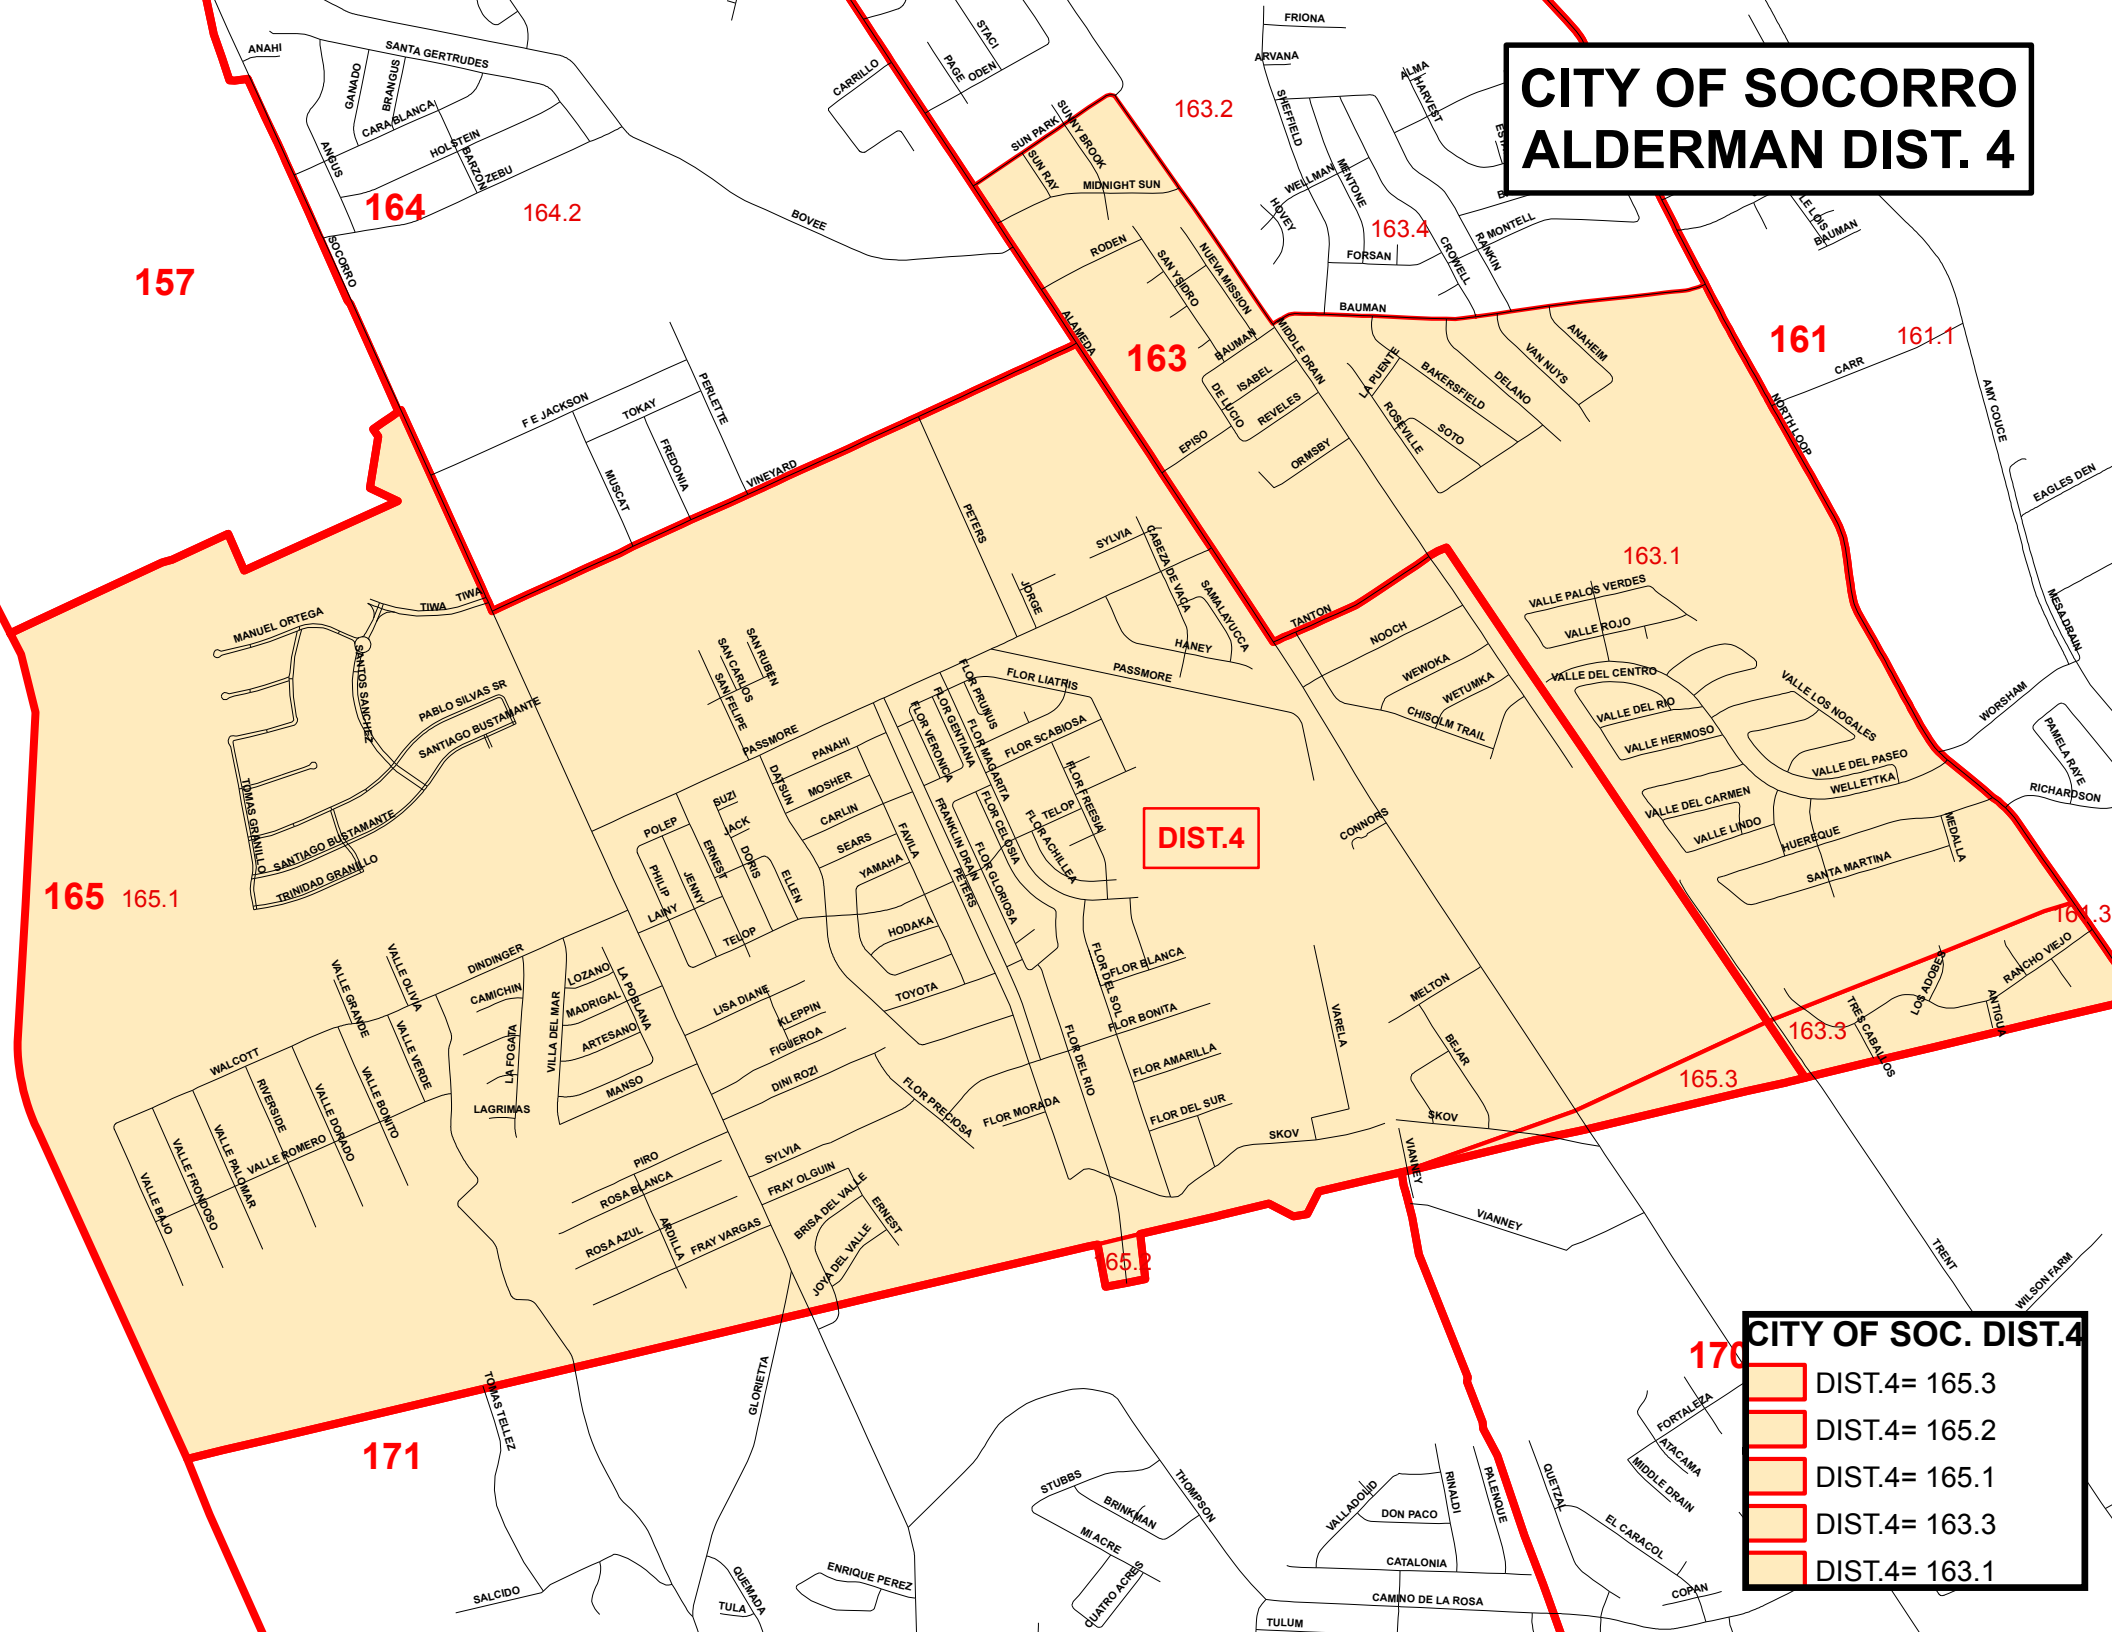 CITY OF SOCORRO
ALDERMAN DIST. 4
ANAHI
SANTA GERTRUDES
GANADO
BRANGUS
CARA BLANCA
HOLSTEIN
BARZON
ZEBU
ANGUS
164
164.2
SOCORRO
157
BOVEE
CARRILLO
STACI
PAGE
ODEN
SUN PARK
SUNNY BROOK
SUN RAY
MIDNIGHT SUN
163.2
FRIONA
ARVANA
SHEFFIELD
ALMA
HARVEST
WELLMAN
MENTONE
HOVEY
163.4
FORSAN
CROWELL
RANKIN
MONTELL
BAUMAN
RODEN
SAN YSIDRO
NUEVA MISSION
BAUMAN
MIDDLE DRAIN
BAUMAN
ALAMEDA
163
161
161.1
CARR
AMY COUCE
NORTH LOOP
EAGLES DEN
MESA DRAIN
ISABEL
DE LUCIO
REVELES
EPISO
ORMSBY
LA PUENTE
BAKERSFIELD
DELANO
VAN NUYS
ANAHEIM
ROSEVILLE
SOTO
F E JACKSON
TOKAY
PERLETTE
FREDONIA
MUSCAT
VINEYARD
PETERS
SYLVIA
CABEZA DE VACA
SAMALAYUCCA
JORGE
HANEY
PASSMORE
TANTON
NOOCH
WEWOKA
WETUMKA
CHISOLM TRAIL
163.1
VALLE PALOS VERDES
VALLE ROJO
VALLE DEL CENTRO
VALLE DEL RIO
VALLE HERMOSO
VALLE LOS NOGALES
VALLE DEL PASEO
WELLETTKA
VALLE DEL CARMEN
VALLE LINDO
HUEREQUE
SANTA MARTINA
MEDALLA
WORSHAM
PAMELA RAYE
RICHARDSON
TIWA
TIWA
MANUEL ORTEGA
SANTOS SANCHEZ
PABLO SILVAS SR
SANTIAGO BUSTAMANTE
TOMAS GRANILLO
SANTIAGO BUSTAMANTE
TRINIDAD GRANILLO
165
165.1
SAN RUBEN
SAN CARLOS
SAN FELIPE
PASSMORE
DATSUN
PANAHI
MOSHER
CARLIN
SEARS
YAMAHA
FAVILA
HODAKA
TOYOTA
FLOR PRUNUS
FLOR LIATRIS
FLOR GENTIANA
FLOR VERONICA
FLOR MAGARITA
FLOR SCABIOSA
FLOR FREESIA
TELOP
FLOR CELOSIA
FLOR ACHILLEA
FLOR GLORIOSA
FRANKLIN DRAIN
PETERS
DIST.4
CONNORS
POLEP
SUZI
JACK
ERNEST
DORIS
ELLEN
PHILIP
JENNY
LAINY
TELOP
DINDINGER
VALLE OLIVIA
VALLE GRANDE
CAMICHIN
LOZANO
LA POBLANA
MADRIGAL
ARTESANO
VILLA DEL MAR
LA FOGATA
MANSO
LAGRIMAS
LISA DIANE
KLEPPIN
FIGUEROA
DINI ROZI
FLOR DEL SOL
FLOR BLANCA
FLOR BONITA
FLOR DEL RIO
FLOR AMARILLA
FLOR DEL SUR
FLOR PRECIOSA
FLOR MORADA
VARELA
MELTON
BEJAR
SKOV
SKOV
VIANNEY
VIANNEY
165.3
163.3
TRES CABALLOS
LOS ADOBES
ANTIGUA
RANCHO VIEJO
WALCOTT
RIVERSIDE
VALLE DORADO
VALLE BONITO
VALLE VERDE
VALLE ROMERO
VALLE PALOMAR
VALLE FRONDOSO
VALLE BAJO
PIRO
ROSA BLANCA
ROSA AZUL
ARDILLA
FRAY VARGAS
SYLVIA
FRAY OLGUIN
BRISA DEL VALLE
ERNEST
JOYA DEL VALLE
65.2
TRENT
WILSON FARM
171
TOMAS TELLEZ
GLORIETTA
SALCIDO
QUEMADA
TULA
ENRIQUE PEREZ
STUBBS
BRINKMAN
MI ACRE
CUATRO ACRES
THOMPSON
VALLADOLID
DON PACO
RINALDI
PALENQUE
CATALONIA
CAMINO DE LA ROSA
TULUM
QUETZAL
EL CARACOL
COPAN
FORTALEZA
ATACAMA
MIDDLE DRAIN
170
CITY OF SOC. DIST.4
DIST.4= 165.3
DIST.4= 165.2
DIST.4= 165.1
DIST.4= 163.3
DIST.4= 163.1